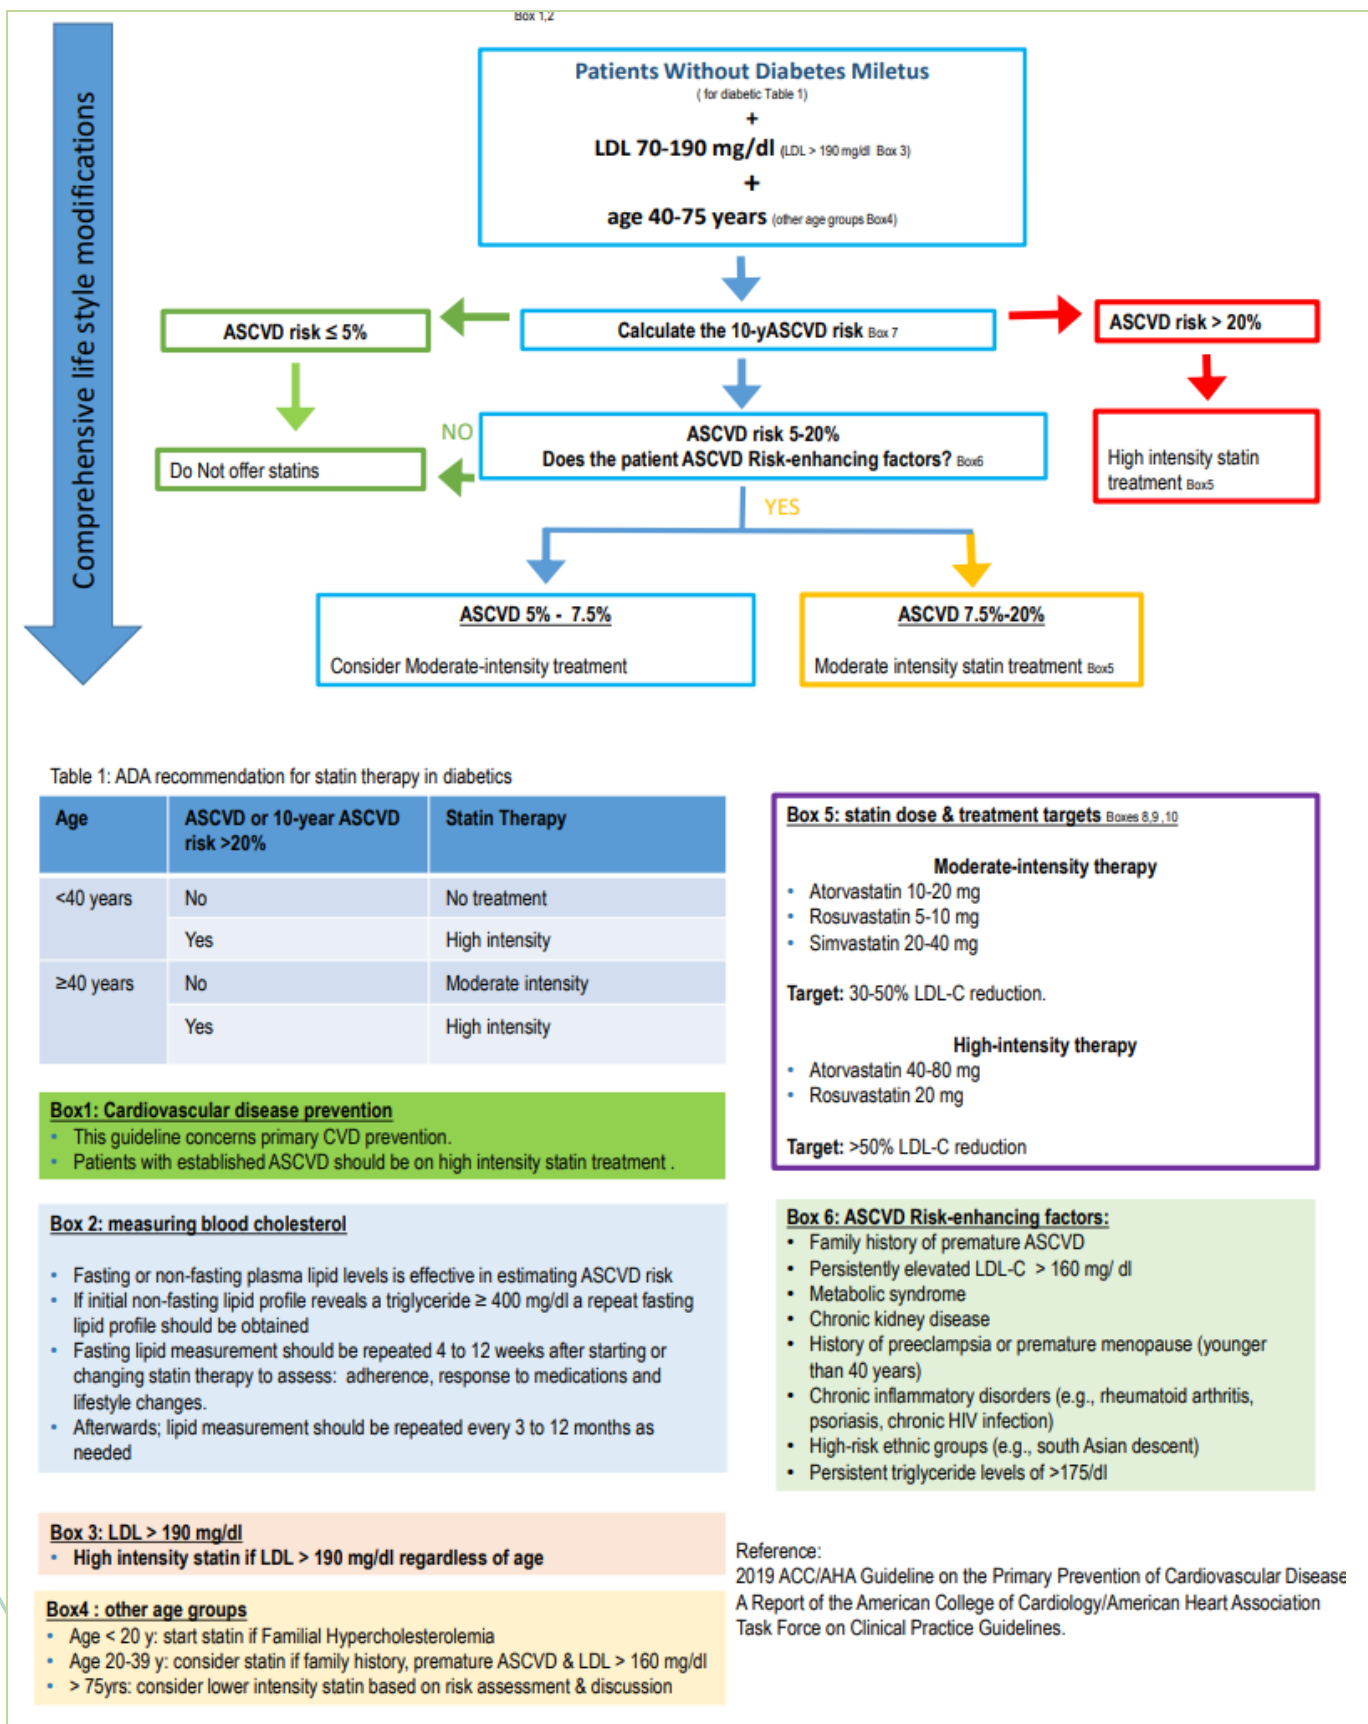 Box 1,2
Comprehensive life style modifications
Patients Without Diabetes Miletus
( for diabetic Table 1)
+
LDL 70-190 mg/dl (LDL > 190 mg/dl Box 3)
+
age 40-75 years (other age groups Box4)
ASCVD risk ≤ 5%
Calculate the 10-yASCVD risk Box 7
ASCVD risk > 20%
Do Not offer statins
NO
ASCVD risk 5-20%
Does the patient ASCVD Risk-enhancing factors? Box6
High intensity statin
treatment Box5
YES
ASCVD 5% - 7.5%
Consider Moderate-intensity treatment
ASCVD 7.5%-20%
Moderate intensity statin treatment Box5
Table 1: ADA recommendation for statin therapy in diabetics
Age
ASCVD or 10-year ASCVD
risk >20%
Statin Therapy
<40 years
No
No treatment
Yes
High intensity
≥40 years
No
Moderate intensity
Yes
High intensity
Box1: Cardiovascular disease prevention
• This guideline concerns primary CVD prevention.
• Patients with established ASCVD should be on high intensity statin treatment .
Box 2: measuring blood cholesterol
• Fasting or non-fasting plasma lipid levels is effective in estimating ASCVD risk
• If initial non-fasting lipid profile reveals a triglyceride ≥ 400 mg/dl a repeat fasting
lipid profile should be obtained
• Fasting lipid measurement should be repeated 4 to 12 weeks after starting or
changing statin therapy to assess: adherence, response to medications and
lifestyle changes.
• Afterwards; lipid measurement should be repeated every 3 to 12 months as
needed
Box 3: LDL > 190 mg/dl
• High intensity statin if LDL > 190 mg/dl regardless of age
Box4 : other age groups
• Age < 20 y: start statin if Familial Hypercholesterolemia
• Age 20-39 y: consider statin if family history, premature ASCVD & LDL > 160 mg/dl
• > 75yrs: consider lower intensity statin based on risk assessment & discussion
Box 5: statin dose & treatment targets Boxes 8,9 ,10
Moderate-intensity therapy
• Atorvastatin 10-20 mg
• Rosuvastatin 5-10 mg
• Simvastatin 20-40 mg
Target: 30-50% LDL-C reduction.
High-intensity therapy
• Atorvastatin 40-80 mg
• Rosuvastatin 20 mg
Target: >50% LDL-C reduction
Box 6: ASCVD Risk-enhancing factors:
• Family history of premature ASCVD
• Persistently elevated LDL-C > 160 mg/ dl
• Metabolic syndrome
• Chronic kidney disease
• History of preeclampsia or premature menopause (younger
than 40 years)
• Chronic inflammatory disorders (e.g., rheumatoid arthritis,
psoriasis, chronic HIV infection)
• High-risk ethnic groups (e.g., south Asian descent)
• Persistent triglyceride levels of >175/dl
Reference:
2019 ACC/AHA Guideline on the Primary Prevention of Cardiovascular Disease
A Report of the American College of Cardiology/American Heart Association
Task Force on Clinical Practice Guidelines.